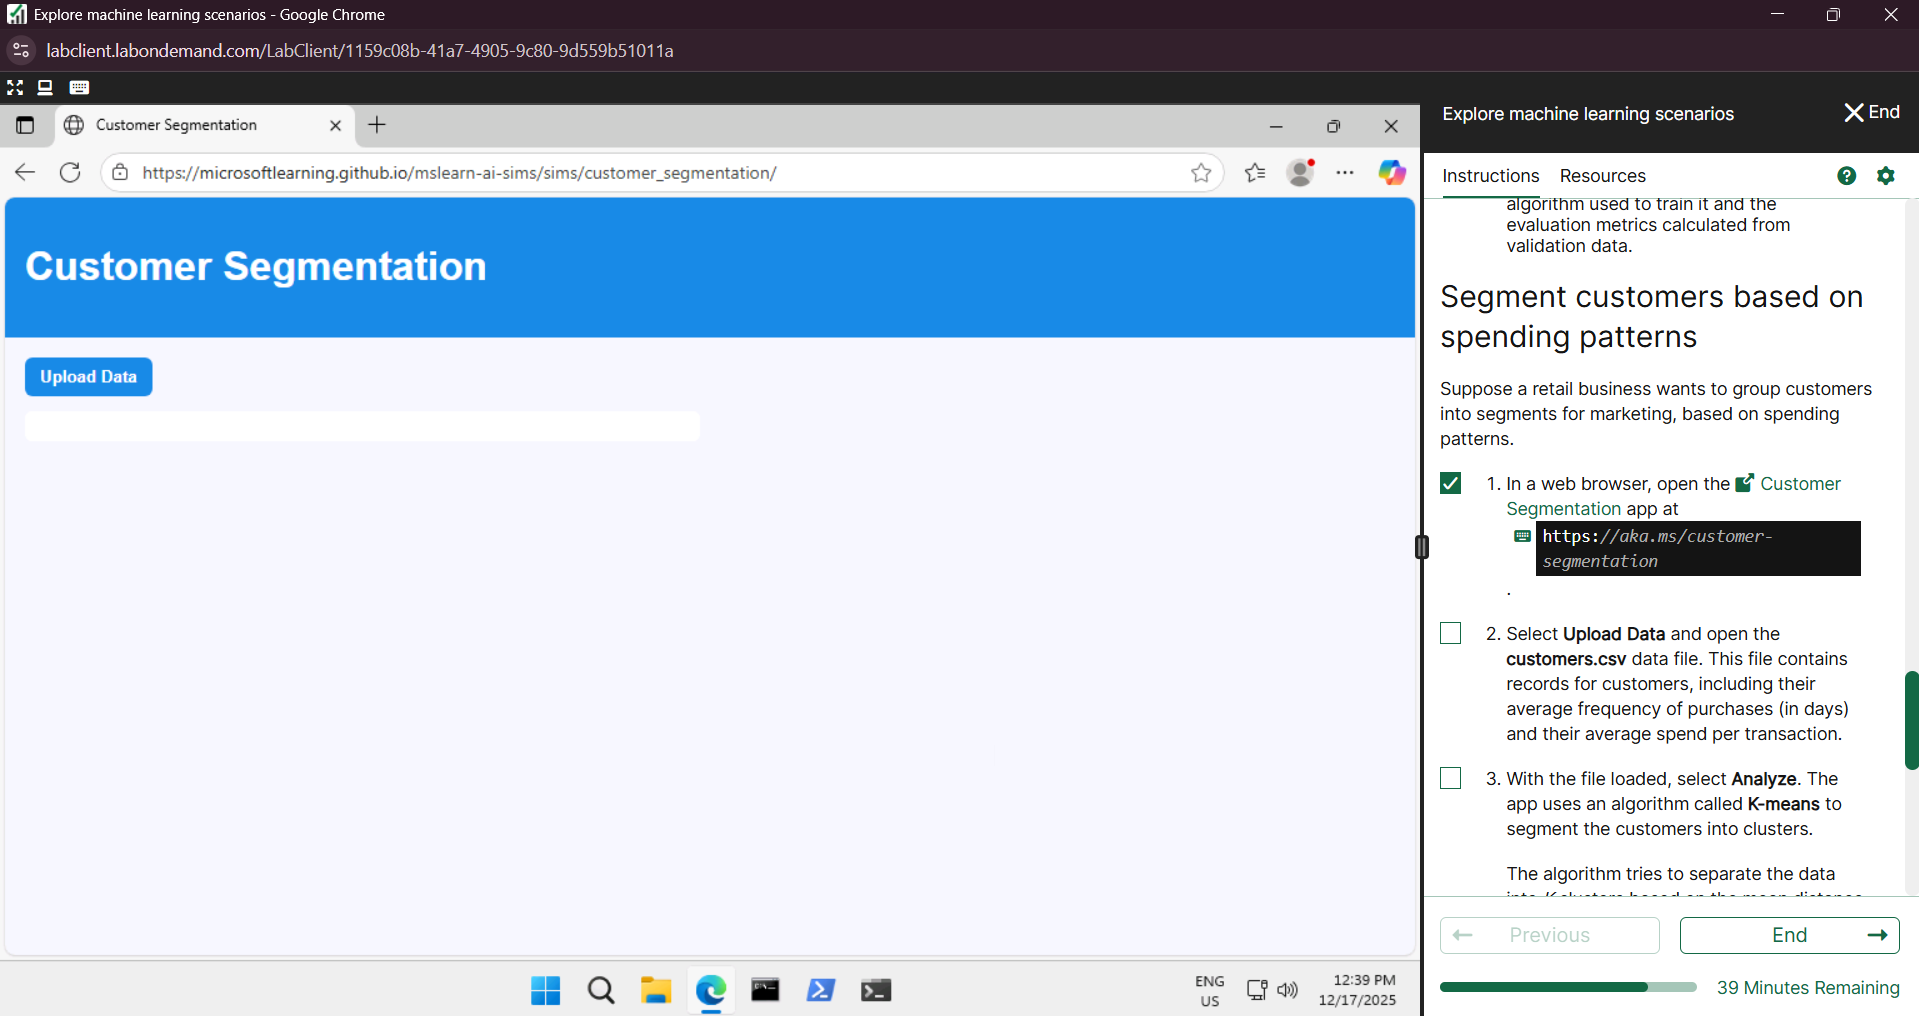 Explore machine learning scenarios - Google Chrome
labclient.labondemand.com/LabClient/1159c08b-41a7-4905-9c80-9d559b51011a
Customer Segmentation
https://microsoftlearning.github.io/mslearn-ai-sims/sims/customer_segmentation/
Customer Segmentation
Upload Data
ENG
US
12:39 PM
12/17/2025
Explore machine learning scenarios
End
Instructions
Resources
algorithm used to train it and the
evaluation metrics calculated from
validation data.
Segment customers based on
spending patterns
Suppose a retail business wants to group customers
into segments for marketing, based on spending
patterns.
1. In a web browser, open the Customer
Segmentation app at
https://aka.ms/customer-
segmentation
.
2. Select Upload Data and open the
customers.csv data file. This file contains
records for customers, including their
average frequency of purchases (in days)
and their average spend per transaction.
3. With the file loaded, select Analyze. The
app uses an algorithm called K-means to
segment the customers into clusters.
The algorithm tries to separate the data
Previous
End
39 Minutes Remaining